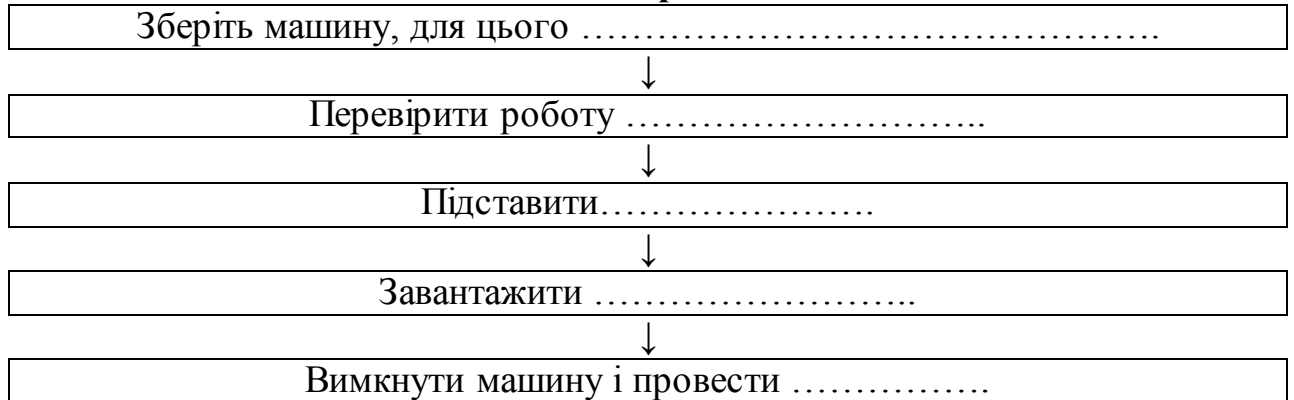 Зберіть машину, для цього ……………………………………….
↓
Перевірити роботу ………………………..
↓
Підставити………………….
↓
Завантажити ……………………..
↓
Вимкнути машину і провести …………….